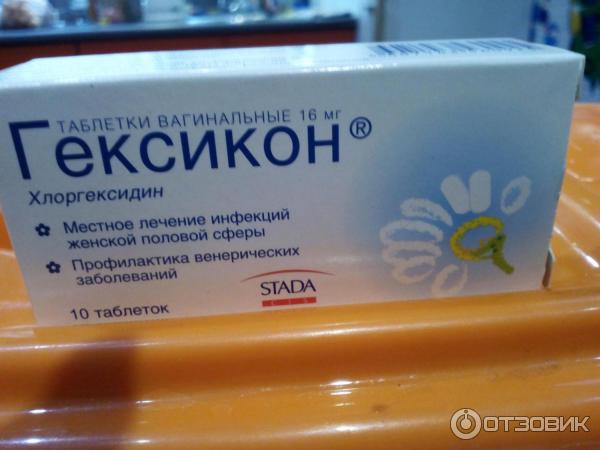 ТАБЛЕТКИ ВАГИНАЛЬНЫЕ 16 мг
Гексикон®
Хлоргексидин
Местное лечение инфекций
женской половой сферы
Профилактика венерических
заболеваний
10 таблеток
STADA
CIS
ОТЗОВИК